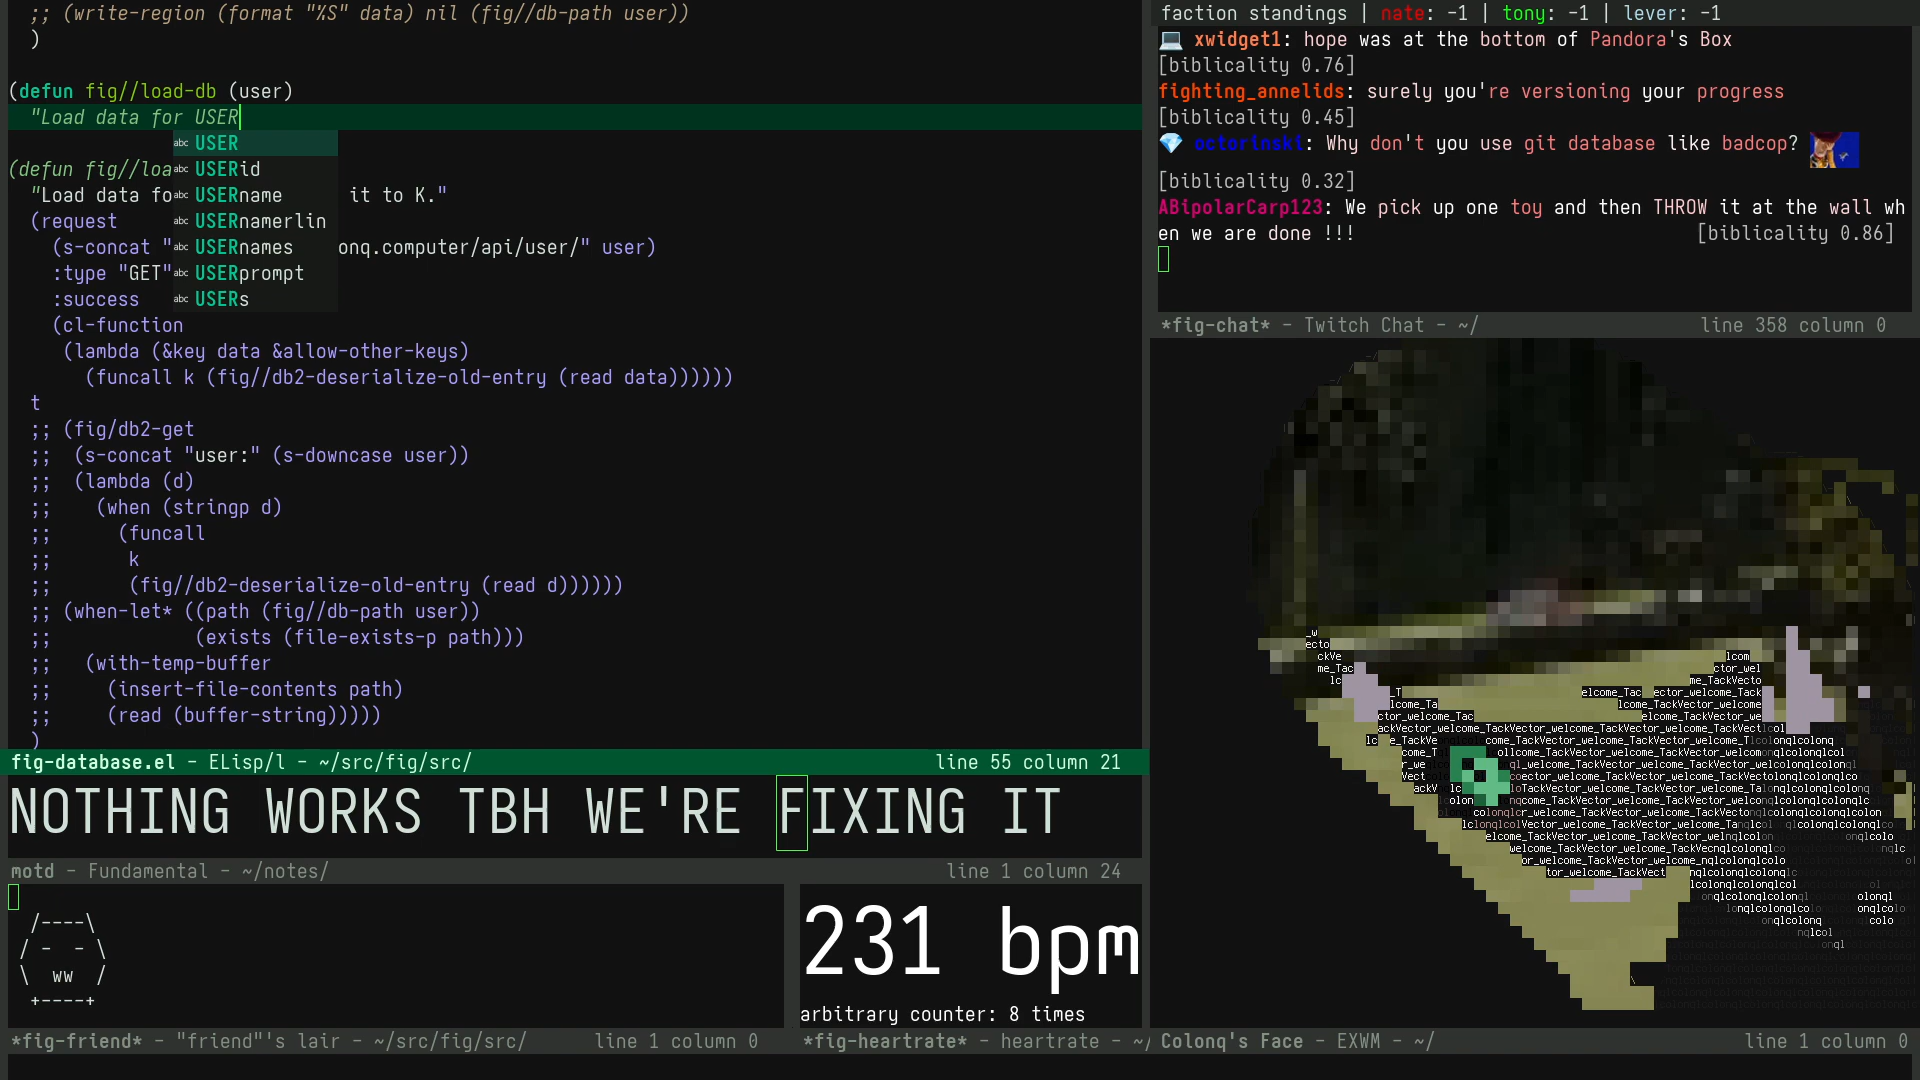 ;; (write-region (format "%S" data) nil (fig//db-path user))
)
(defun fig//load-db (user)
"Load data for USER
abc USER
(defun fig//loa abc USERid
"Load data fo abc USERname it to K."
(request abc USERnamerlin
(s-concat " abc USERnames onq.computer/api/user/" user)
:type "GET" abc USERprompt
:success abc USERs
(cl-function
(lambda (&key data &allow-other-keys)
(funcall k (fig//db2-deserialize-old-entry (read data))))))
t
;; (fig/db2-get
;;  (s-concat "user:" (s-downcase user))
;;  (lambda (d)
;;    (when (stringp d)
;;      (funcall
;;       k
;;       (fig//db2-deserialize-old-entry (read d))))))
;; (when-let* ((path (fig//db-path user))
;;             (exists (file-exists-p path)))
;;   (with-temp-buffer
;;     (insert-file-contents path)
;;     (read (buffer-string)))))
)
fig-database.el - ELisp/l - ~/src/fig/src/ line 55 column 21
NOTHING WORKS TBH WE'RE FIXING IT
motd - Fundamental - ~/notes/ line 1 column 24
/----\
/ -  - \
\  ww  /
+----+
*fig-friend* - "friend"'s lair - ~/src/fig/src/ line 1 column 0
231 bpm
arbitrary counter: 8 times
*fig-heartrate* - heartrate - ~/
faction standings | nate: -1 | tony: -1 | lever: -1
xwidget1: hope was at the bottom of Pandora's Box
[biblicality 0.76]
fighting_annelids: surely you're versioning your progress
[biblicality 0.45]
octorinski: Why don't you use git database like badcop?
[biblicality 0.32]
ABipolarCarp123: We pick up one toy and then THROW it at the wall wh
en we are done !!! [biblicality 0.86]
*fig-chat* - Twitch Chat - ~/ line 358 column 0
Colonq's Face - EXWM - ~/ line 1 column 0